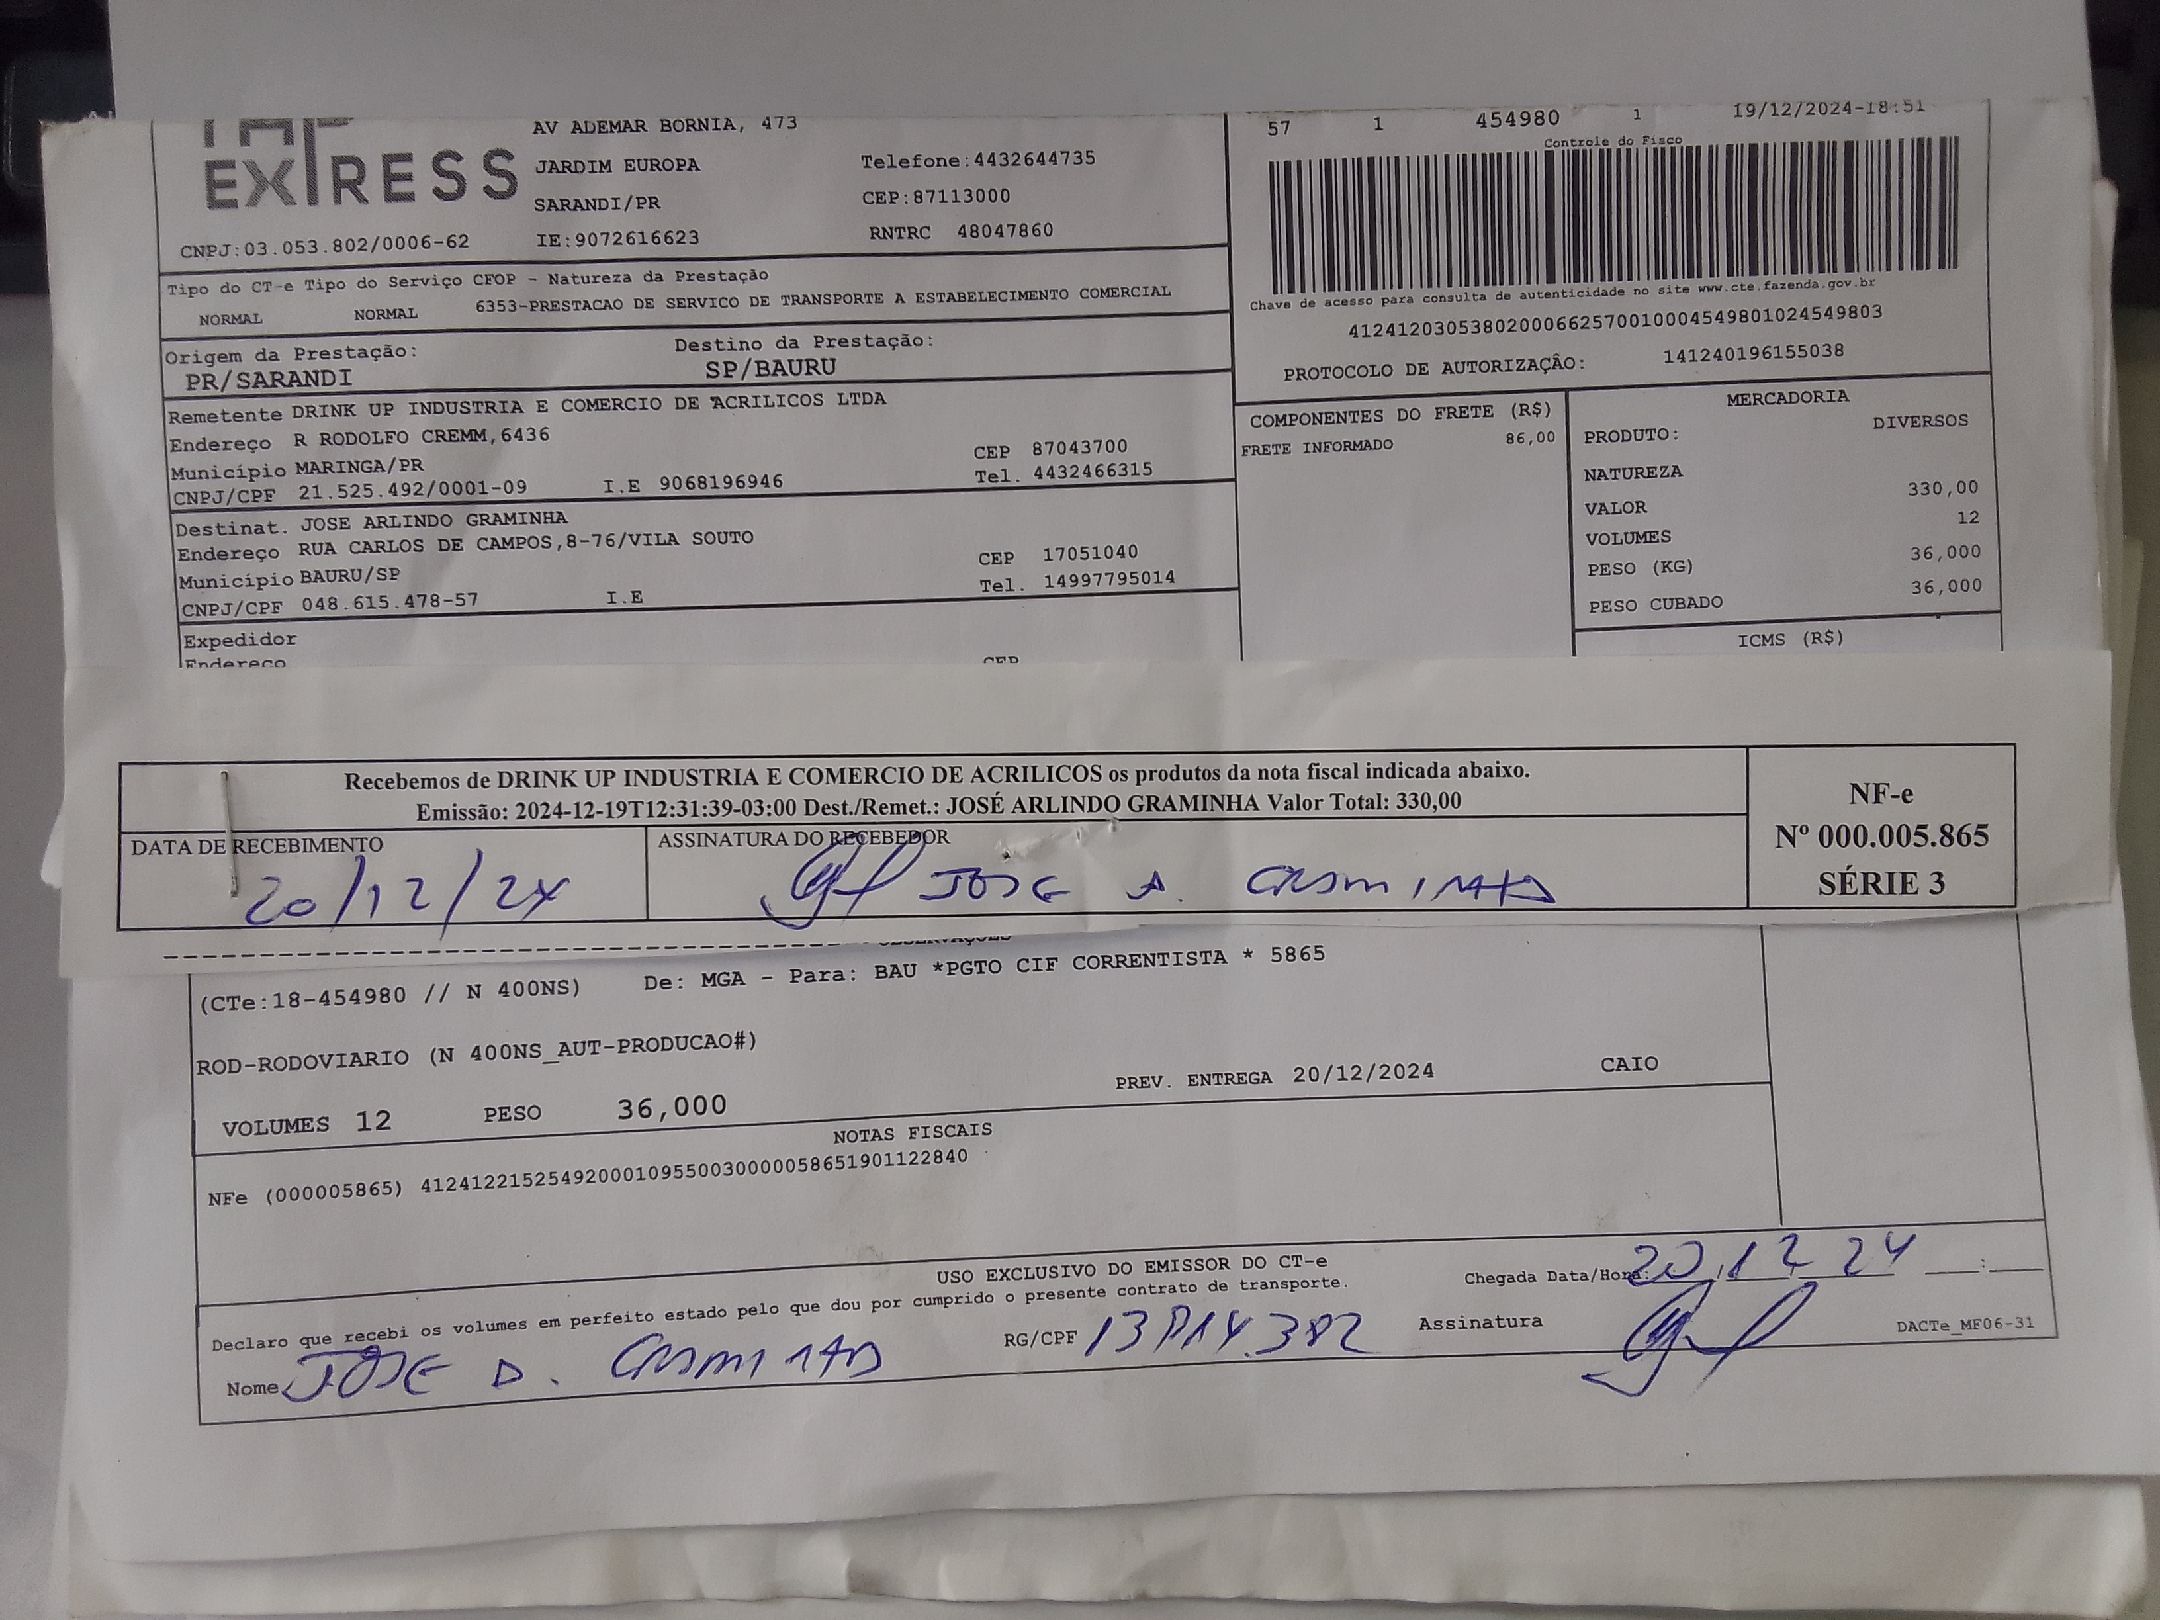 EXPRESS
AV ADEMAR BORNIA, 473
JARDIM EUROPA
Telefone:4432644735
SARANDI/PR
CEP:87113000
CNPJ:03.053.802/0006-62
IE:9072616623
RNTRC 48047860
57 1 454980 1 19/12/2024-18:51
Controle do Fisco
Chave de acesso para consulta de autenticidade no site www.cte.fazenda.gov.br
41241203053802000662570010004549801024549803
PROTOCOLO DE AUTORIZAÇÂO: 141240196155038
Tipo do CT-e Tipo do Serviço CFOP - Natureza da Prestação
NORMAL NORMAL 6353-PRESTACAO DE SERVICO DE TRANSPORTE A ESTABELECIMENTO COMERCIAL
Origem da Prestação: Destino da Prestação:
PR/SARANDI SP/BAURU
Remetente DRINK UP INDUSTRIA E COMERCIO DE ACRILICOS LTDA
Endereço R RODOLFO CREMM,6436
Município MARINGA/PR CEP 87043700
CNPJ/CPF 21.525.492/0001-09 I.E 9068196946 Tel. 4432466315
Destinat. JOSE ARLINDO GRAMINHA
Endereço RUA CARLOS DE CAMPOS,8-76/VILA SOUTO
Município BAURU/SP CEP 17051040
CNPJ/CPF 048.615.478-57 I.E Tel. 14997795014
Expedidor
Endereço CEP
COMPONENTES DO FRETE (R$)
FRETE INFORMADO 86,00
MERCADORIA
PRODUTO: DIVERSOS
NATUREZA
VALOR 330,00
VOLUMES 12
PESO (KG) 36,000
PESO CUBADO 36,000
ICMS (R$)
Recebemos de DRINK UP INDUSTRIA E COMERCIO DE ACRILICOS os produtos da nota fiscal indicada abaixo.
Emissão: 2024-12-19T12:31:39-03:00 Dest./Remet.: JOSÉ ARLINDO GRAMINHA Valor Total: 330,00
DATA DE RECEBIMENTO
20/12/24
ASSINATURA DO RECEBEDOR
JOSE A. GRAMINHA
NF-e
Nº 000.005.865
SÉRIE 3
OBSERVAÇÕES
(CTe:18-454980 // N 400NS) De: MGA - Para: BAU *PGTO CIF CORRENTISTA * 5865
ROD-RODOVIARIO (N 400NS_AUT-PRODUCAO#)
PREV. ENTREGA 20/12/2024 CAIO
VOLUMES 12 PESO 36,000
NOTAS FISCAIS
NFe (000005865) 41241221525492000109550030000058651901122840
USO EXCLUSIVO DO EMISSOR DO CT-e
Declaro que recebi os volumes em perfeito estado pelo que dou por cumprido o presente contrato de transporte.
Chegada Data/Hora: 20/12 24 :
Nome JOSE A. GRAMINHA
RG/CPF 13814.382
Assinatura
DACTe_MF06-31